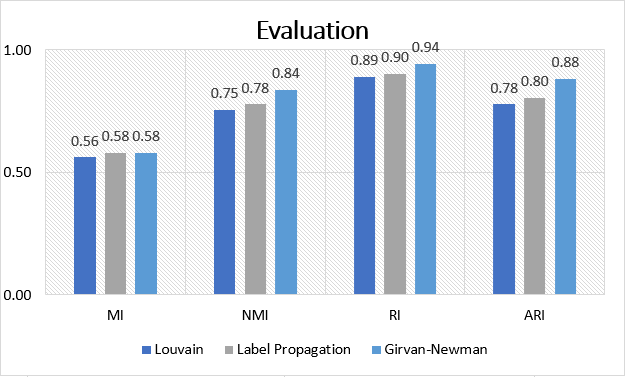 Evaluation
1.00
0.50
0.00
0.56 0.58 0.58
0.75 0.78 0.84
0.89 0.90 0.94
0.78 0.80 0.88
MI NMI RI ARI
Louvain Label Propagation Girvan-Newman